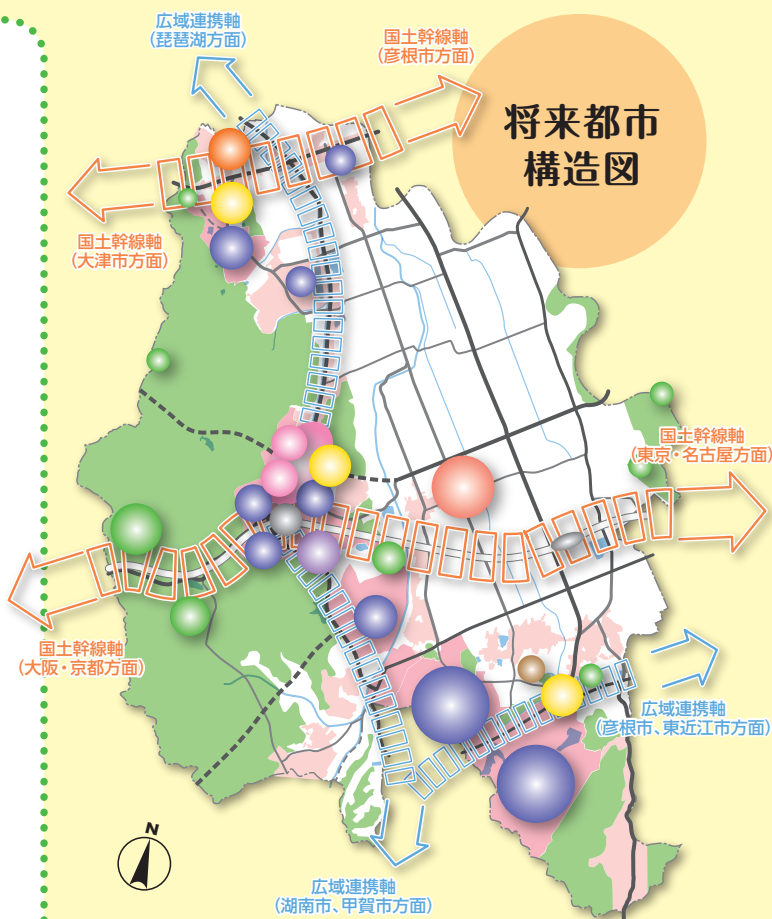 広域連携軸
(琵琶湖方面)
国土幹線軸
(彦根市方面)
将来都市
構造図
国土幹線軸
(大津市方面)
国土幹線軸
(東京・名古屋方面)
国土幹線軸
(大阪・京都方面)
広域連携軸
(彦根市、東近江市方面)
N
広域連携軸
(湖南市、甲賀市方面)